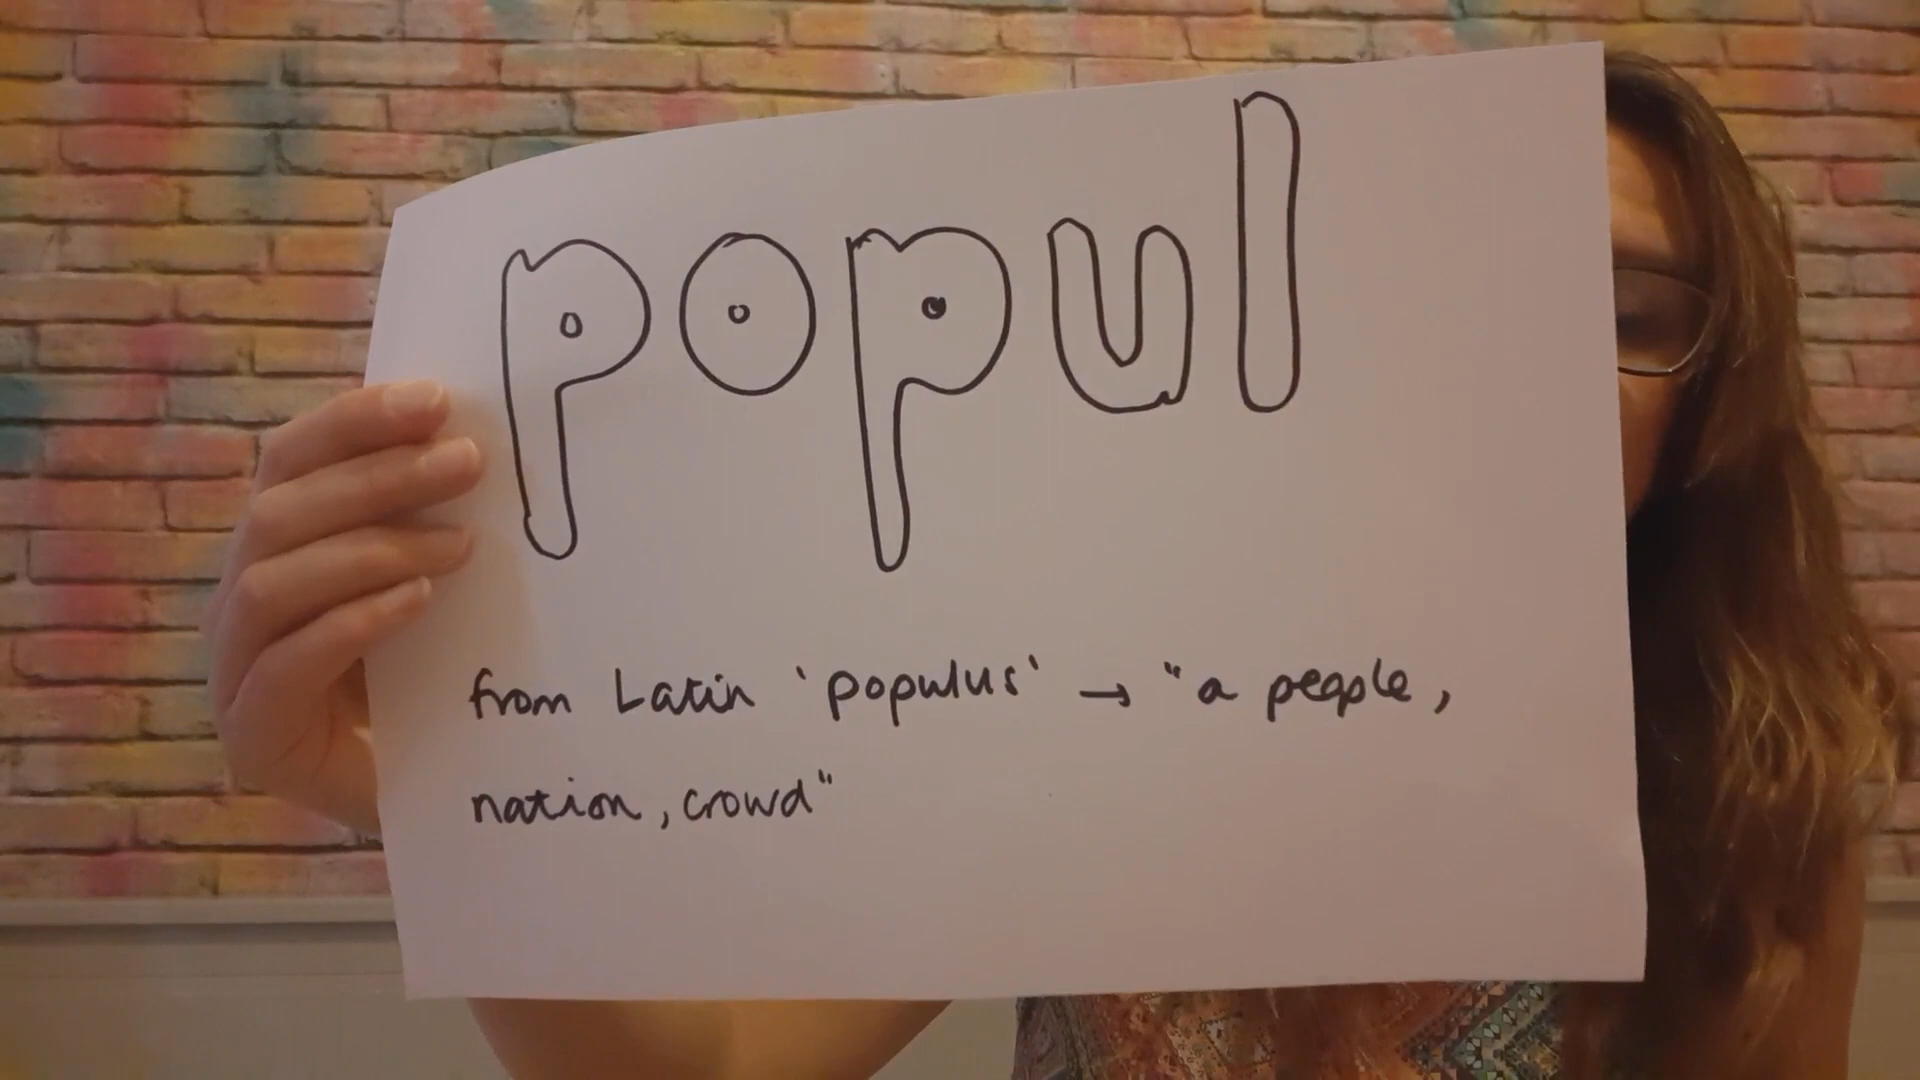 popul
from Latin 'populus' → "a people,
nation, crowd"